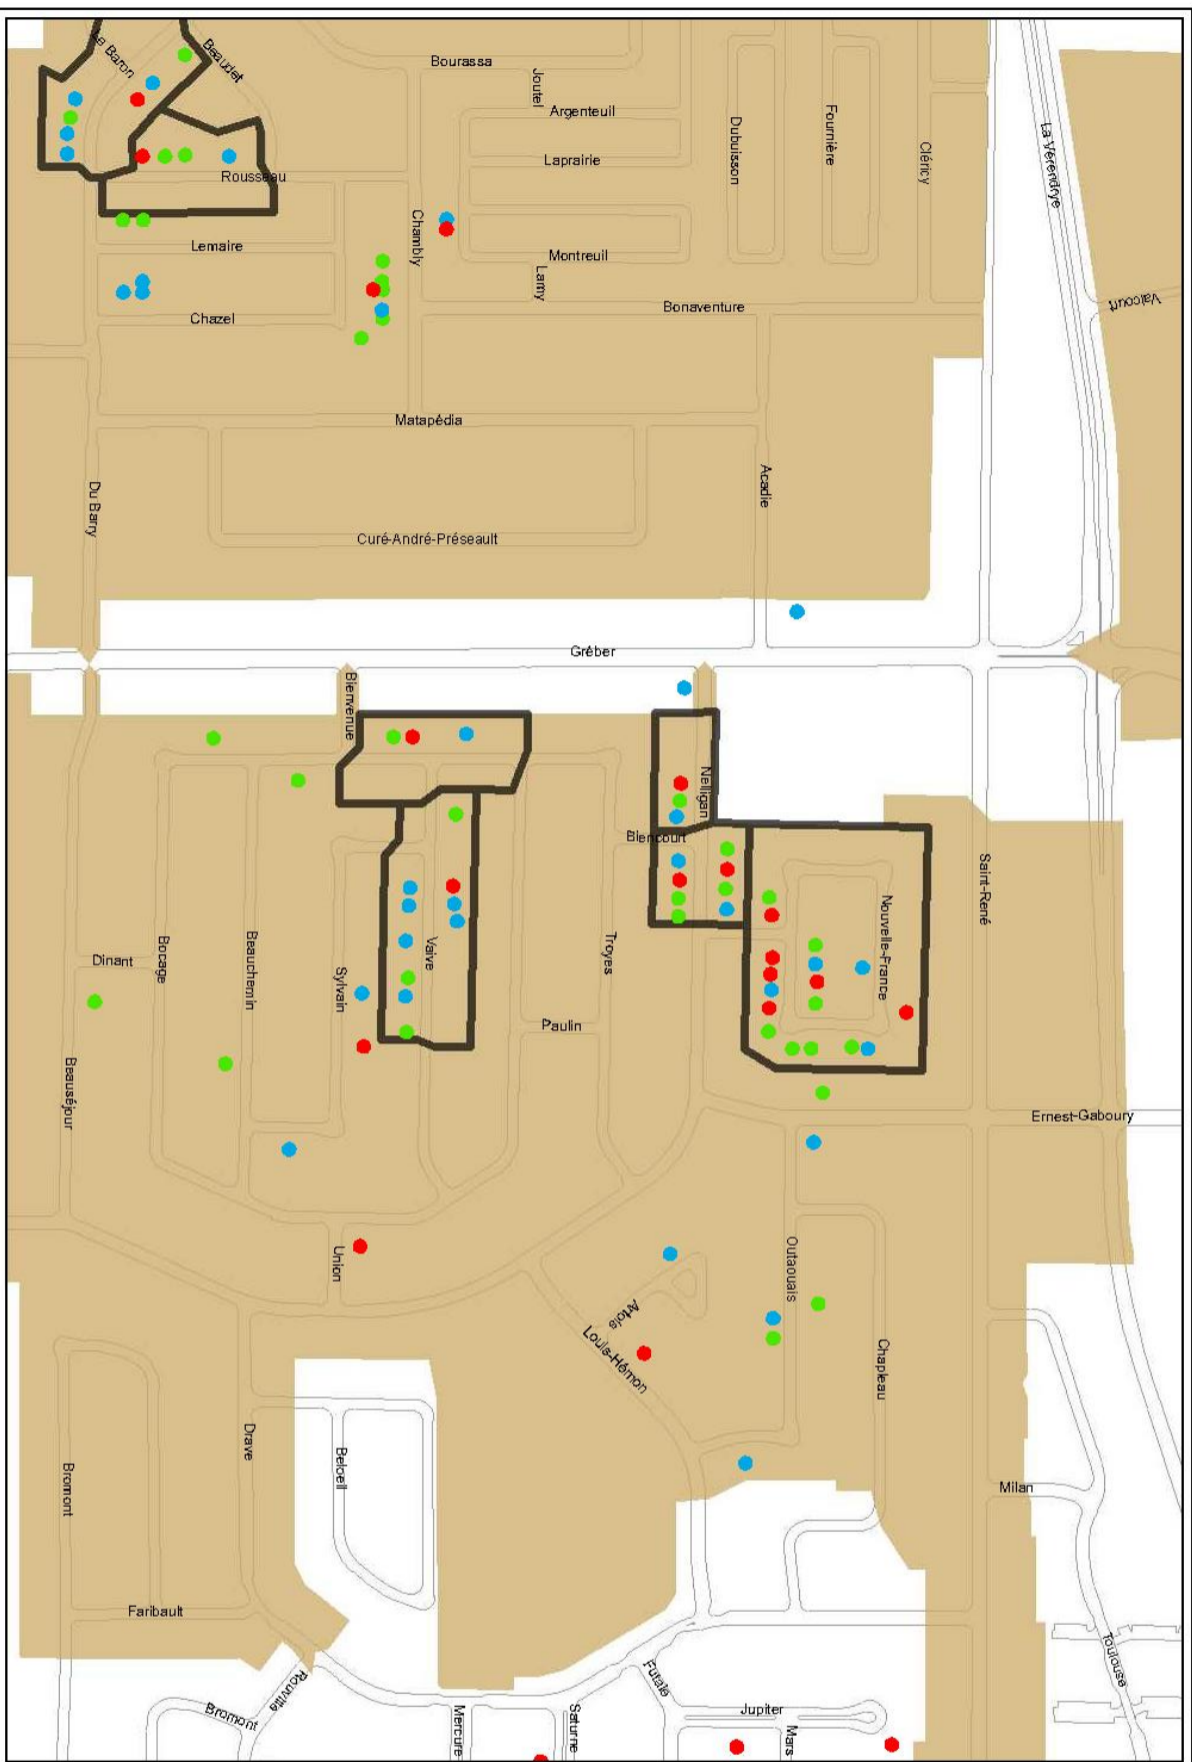 Le Baron
Beaudet
Bourassa
Joutel
Argenteuil
Dubuisson
Fournière
La Vérendrye
Cléricy
Laprairie
Rousseau
Chambly
Lemaire
Montreuil
Lamy
Bonaventure
Valcourt
Chazel
Matapédia
Acadie
Du Barry
Curé-André-Préseault
Gréber
Bienvenue
Nelligan
Biencourt
Saint-René
Nouvelle-France
Troyes
Vaive
Dinant
Bocage
Beauchemin
Sylvain
Paulin
Beauséjour
Ernest-Gaboury
Union
Outaouais
Artois
Louis-Hémon
Chapleau
Drave
Beloeil
Bromont
Milan
Faribault
Toulouse
Rouville
Futaie
Bromont
Mercure
Saturne
Jupiter
Mars